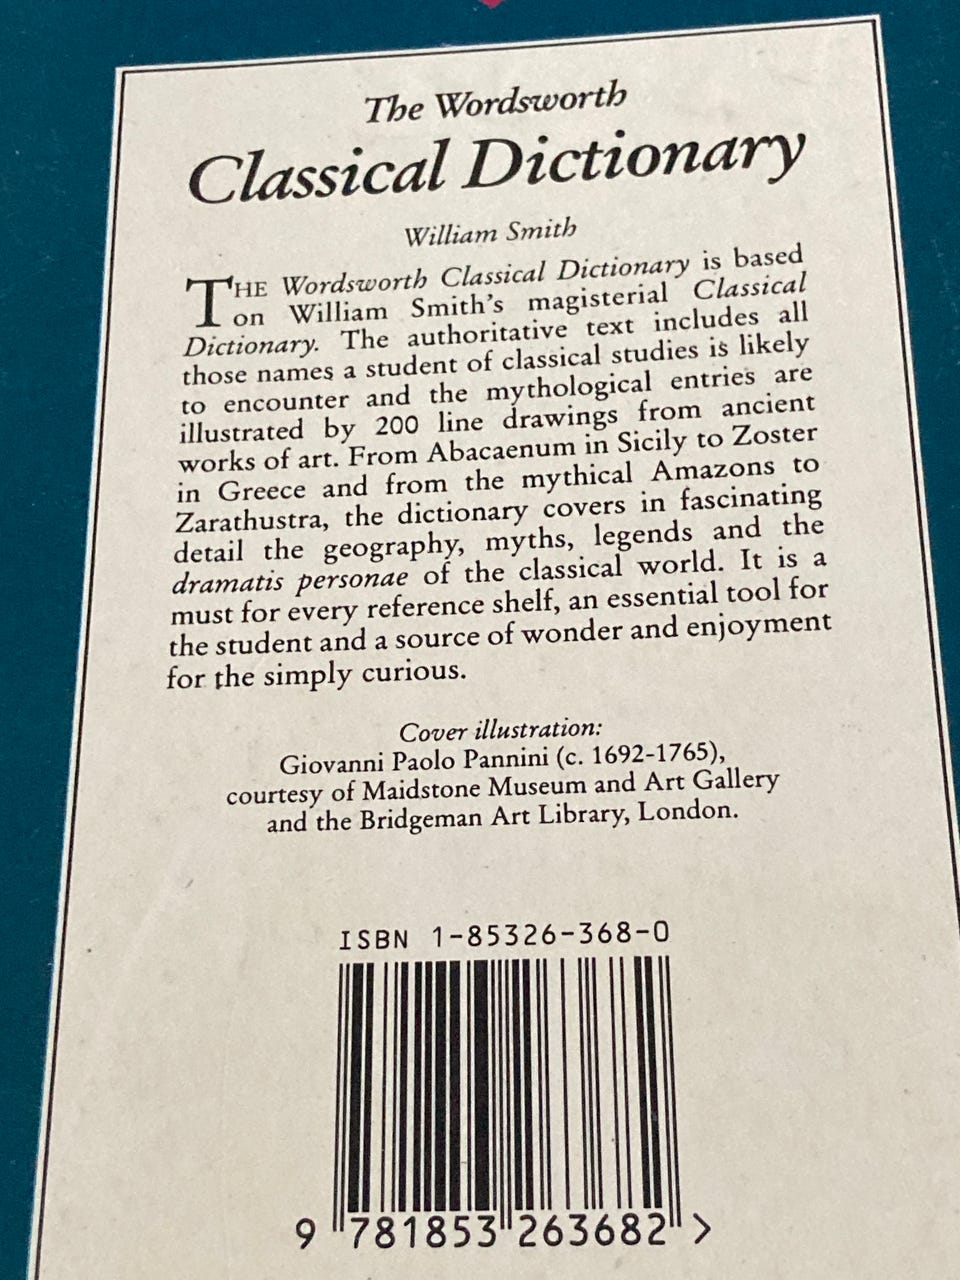 The Wordsworth
Classical Dictionary
William Smith
THE Wordsworth Classical Dictionary is based
on William Smith's magisterial Classical
Dictionary. The authoritative text includes all
those names a student of classical studies is likely
to encounter and the mythological entries are
illustrated by 200 line drawings from ancient
works of art. From Abacaenum in Sicily to Zoster
in Greece and from the mythical Amazons to
Zarathustra, the dictionary covers in fascinating
detail the geography, myths, legends and the
dramatis personae of the classical world. It is a
must for every reference shelf, an essential tool for
the student and a source of wonder and enjoyment
for the simply curious.
Cover illustration:
Giovanni Paolo Pannini (c. 1692-1765),
courtesy of Maidstone Museum and Art Gallery
and the Bridgeman Art Library, London.
ISBN 1-85326-368-0
9 781853 263682 >